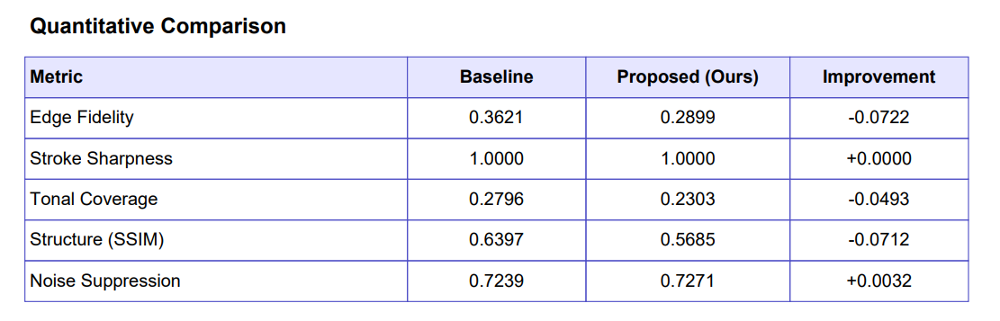 Quantitative Comparison
Metric Baseline Proposed (Ours) Improvement
Edge Fidelity 0.3621 0.2899 -0.0722
Stroke Sharpness 1.0000 1.0000 +0.0000
Tonal Coverage 0.2796 0.2303 -0.0493
Structure (SSIM) 0.6397 0.5685 -0.0712
Noise Suppression 0.7239 0.7271 +0.0032